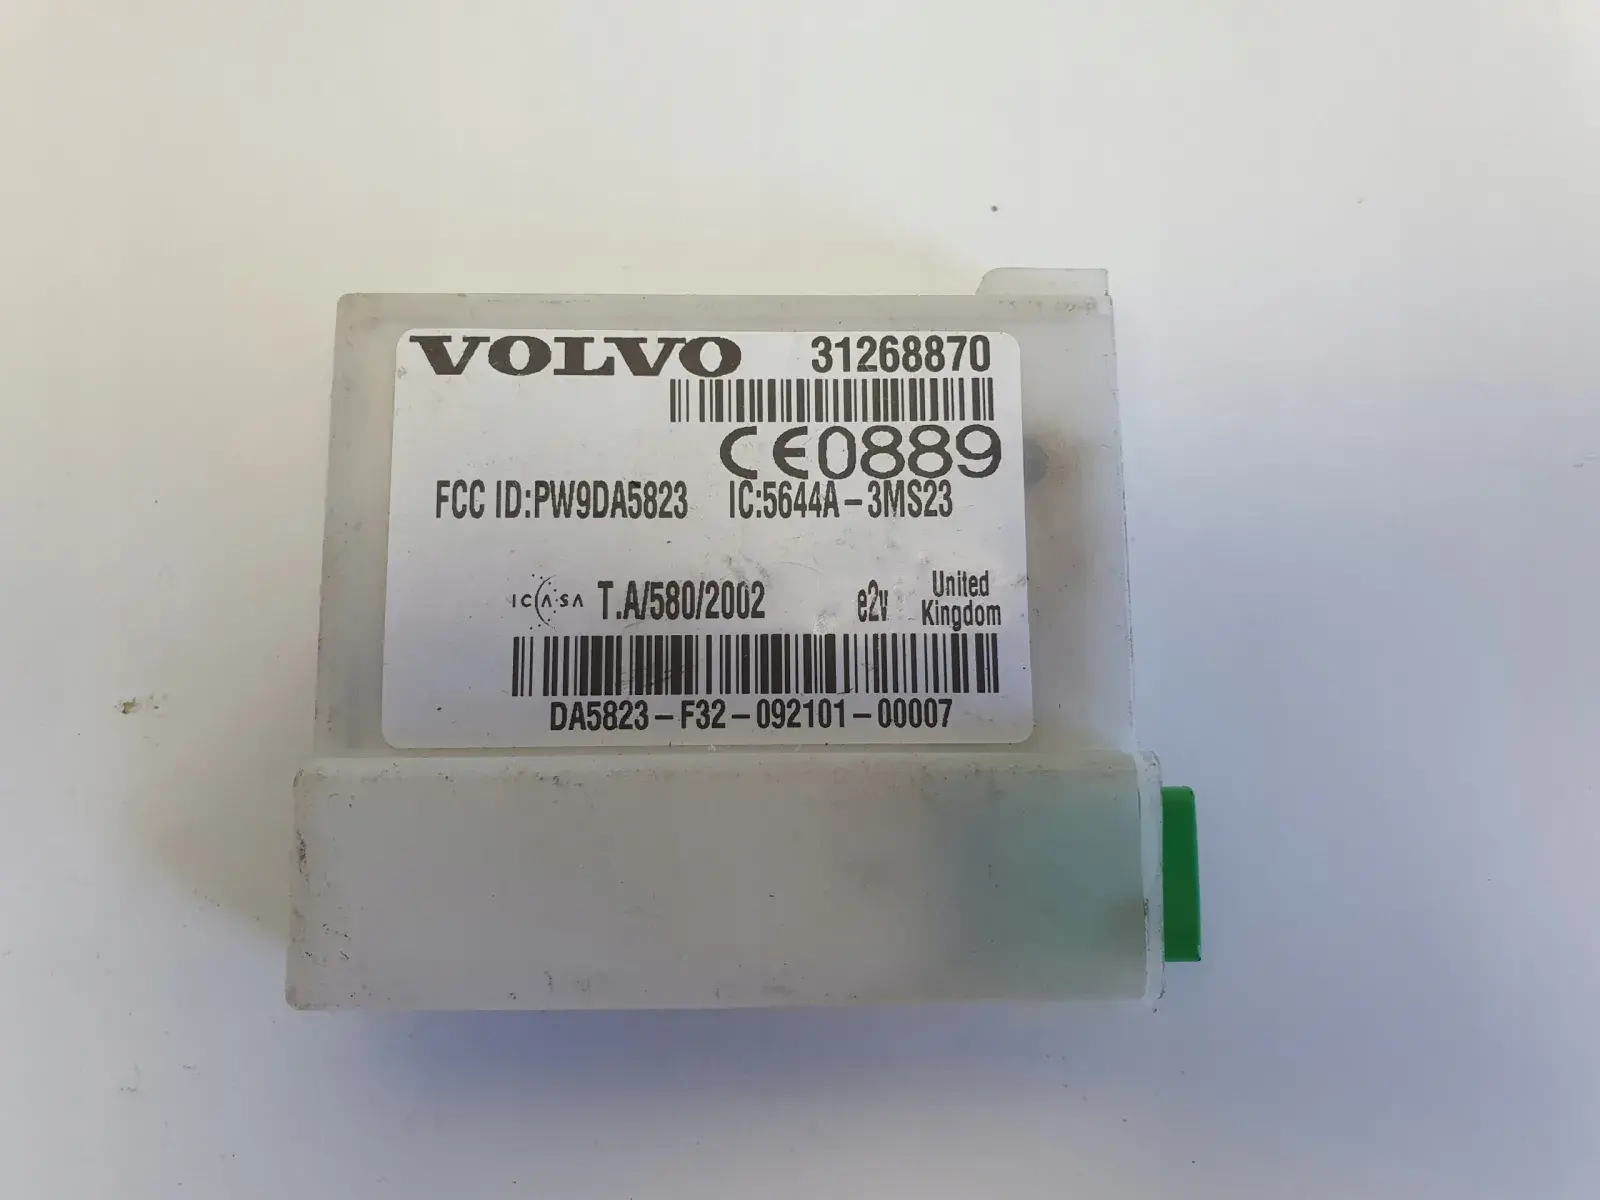 VOLVO 31268870
CE0889
FCC ID:PW9DA5823 IC:5644A-3MS23
ICASA T.A/580/2002 e2v United
Kingdom
DA5823-F32-092101-00007